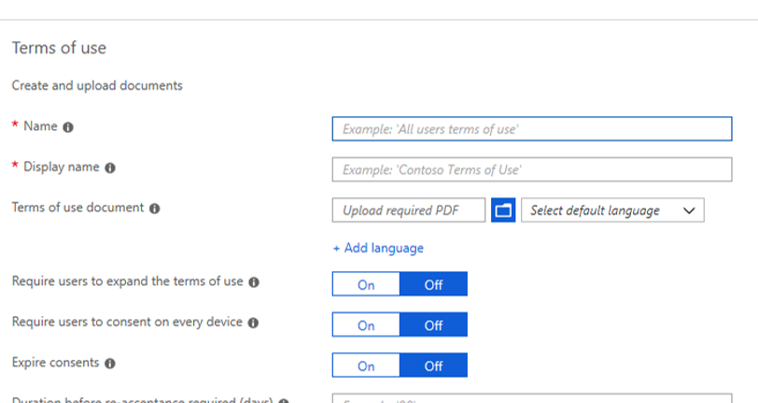 Terms of use
Create and upload documents
* Name
Example: 'All users terms of use'
* Display name
Example: 'Contoso Terms of Use'
Terms of use document
Upload required PDF
Select default language
+ Add language
Require users to expand the terms of use
On Off
Require users to consent on every device
On Off
Expire consents
On Off
Duration before re-acceptance required (days)